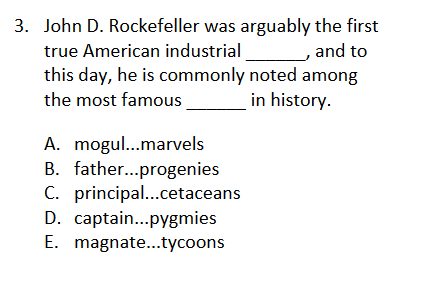 3. John D. Rockefeller was arguably the first
true American industrial ______, and to
this day, he is commonly noted among
the most famous ______ in history.
A. mogul...marvels
B. father...progenies
C. principal...cetaceans
D. captain...pygmies
E. magnate...tycoons